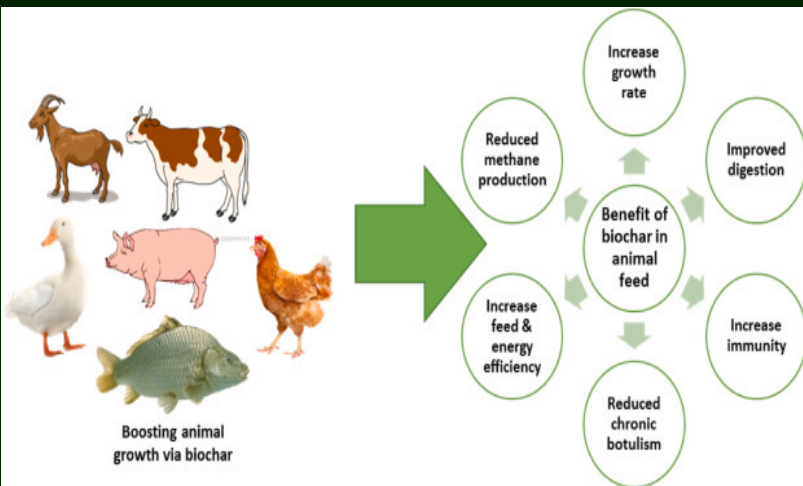 Boosting animal
growth via biochar
Increase
growth
rate
Reduced
methane
production
Improved
digestion
Benefit of
biochar in
animal
feed
Increase
feed &
energy
efficiency
Increase
immunity
Reduced
chronic
botulism